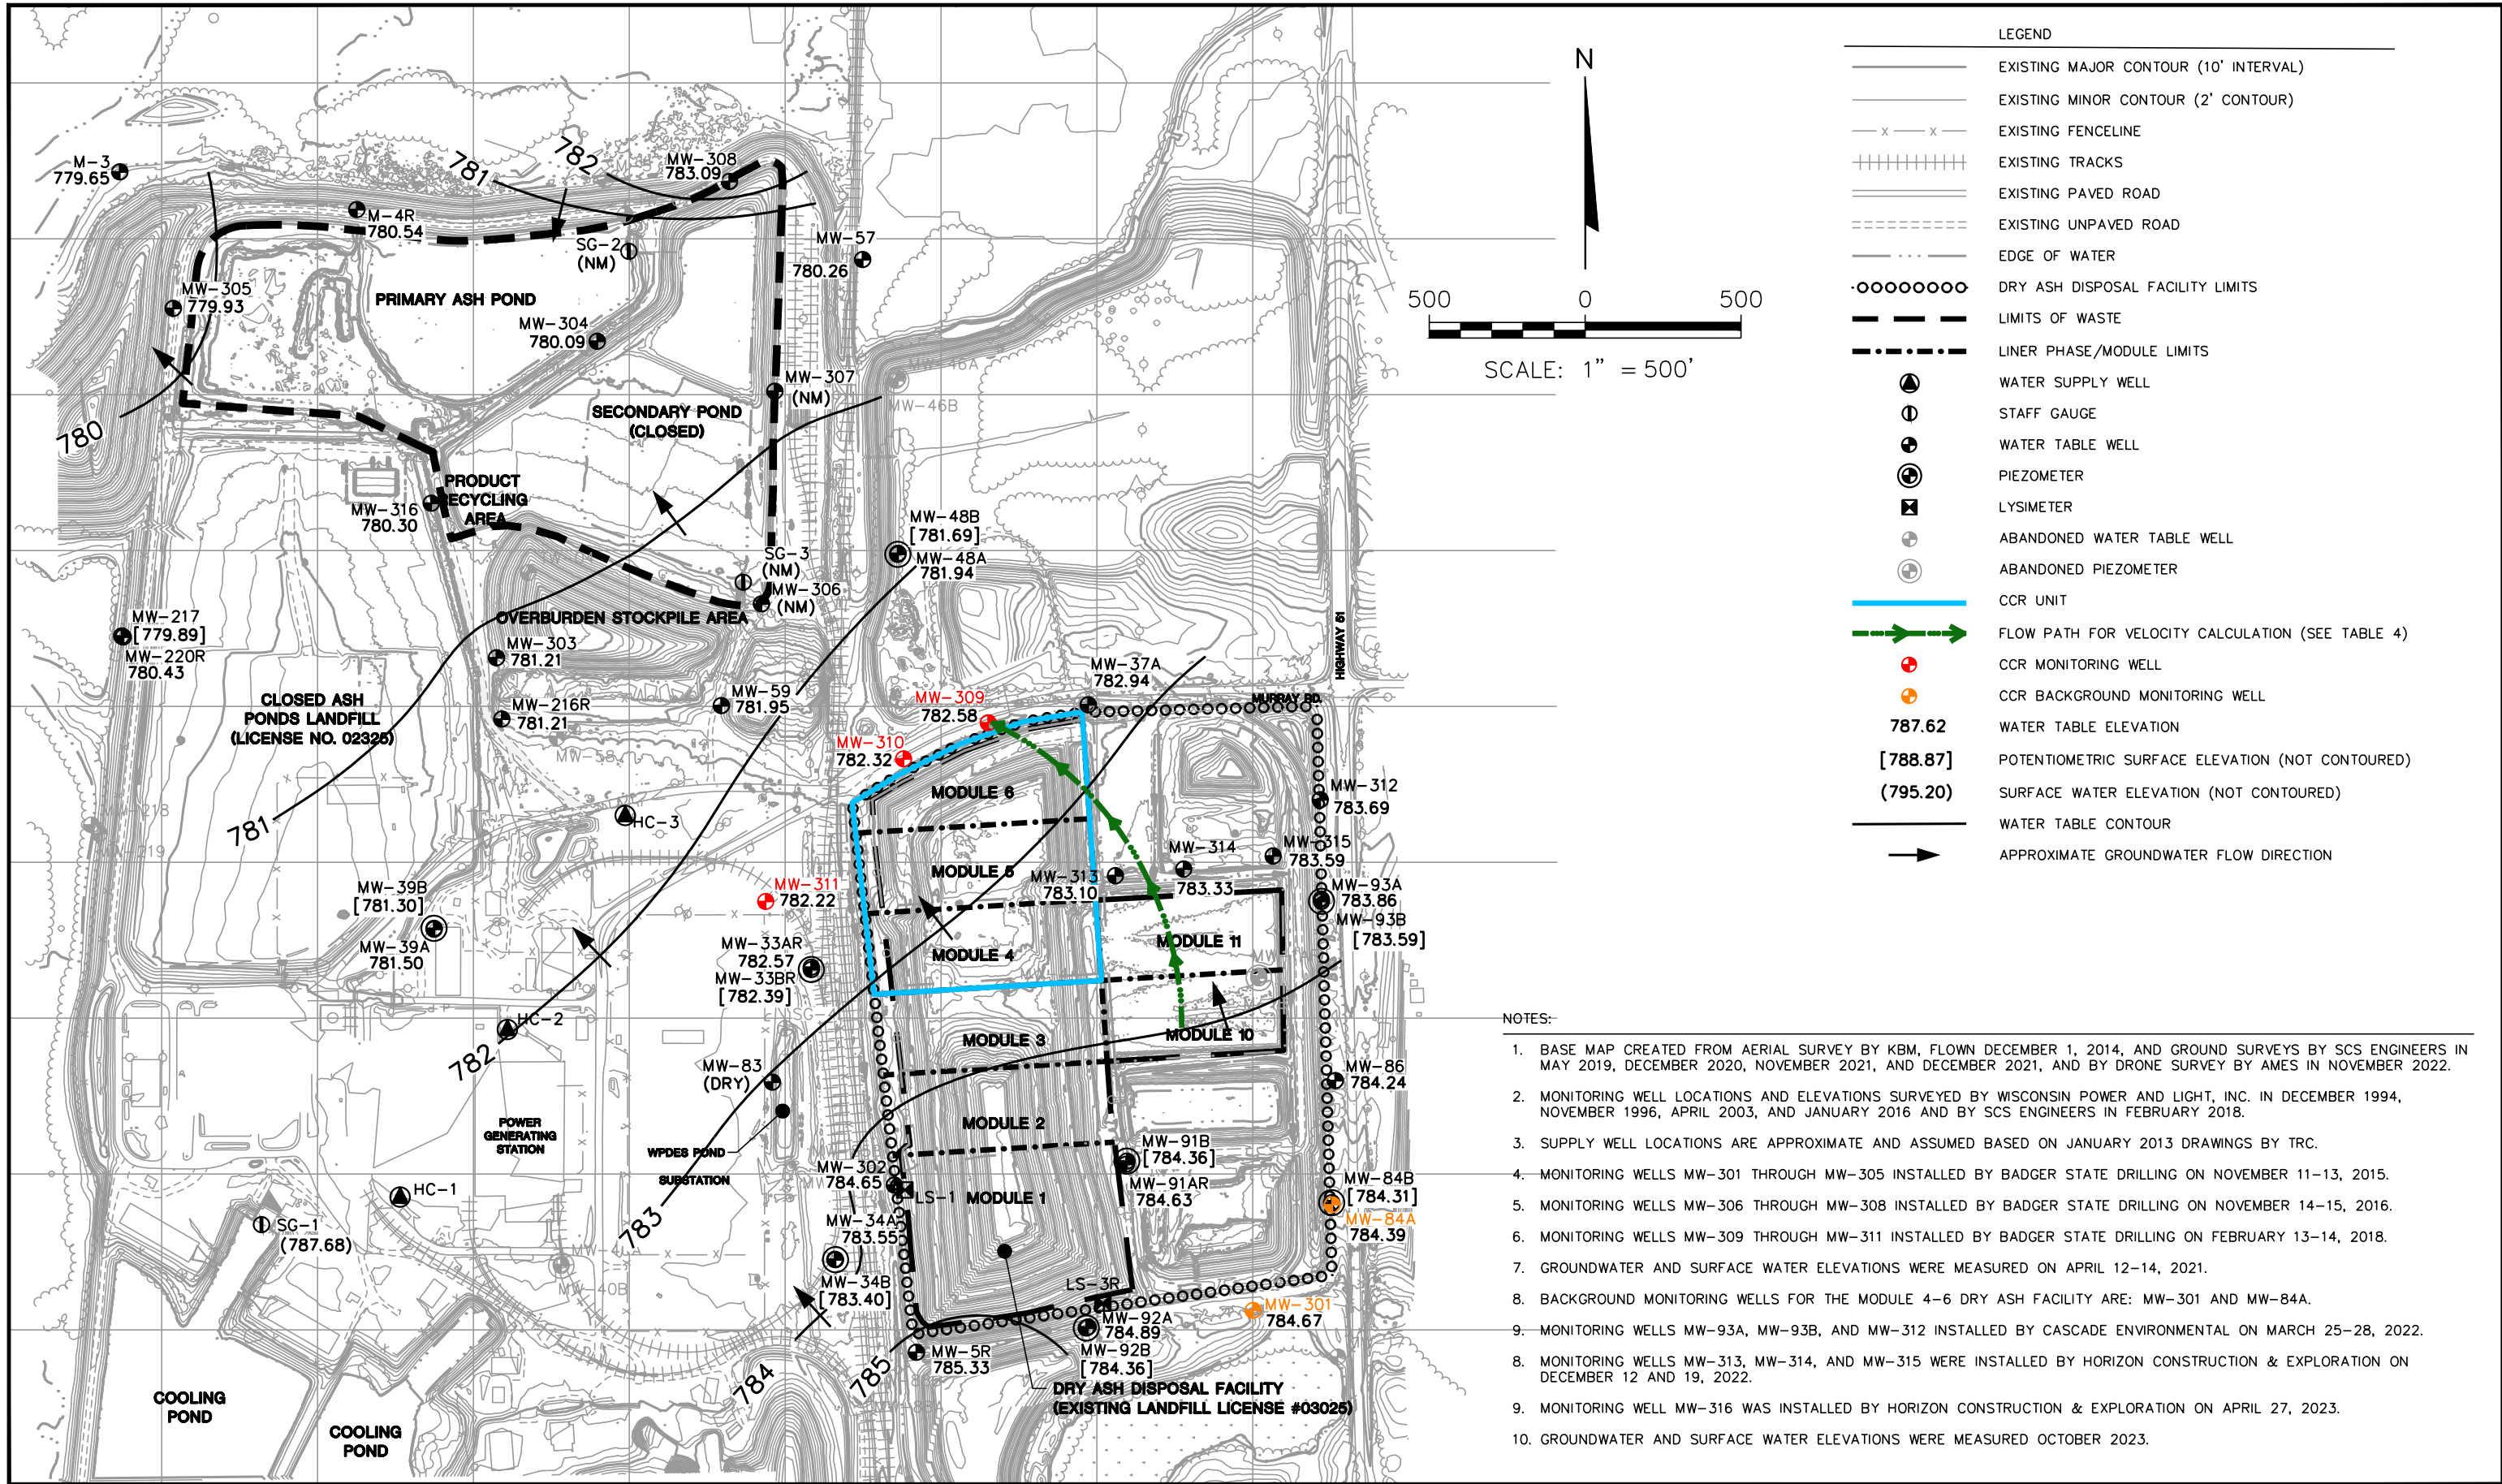 M-3
779.65
781
782
MW-308
783.09
M-4R
780.54
SG-2
(NM)
MW-57
780.26
MW-305
779.93
PRIMARY ASH POND
MW-304
780.09
MW-307
(NM)
MW-46B
SECONDARY POND
(CLOSED)
780
PRODUCT
RECYCLING
AREA
MW-316
780.30
MW-48B
[781.69]
MW-48A
781.94
SG-3
(NM)
MW-306
(NM)
OVERBURDEN STOCKPILE AREA
MW-217
[779.89]
MW-220R
780.43
MW-303
781.21
MW-216R
781.21
MW-59
781.95
CLOSED ASH
PONDS LANDFILL
(LICENSE NO. 02325)
MW-58
MW-37A
782.94
MURRAY RD.
HIGHWAY 51
MW-309
782.58
MW-310
782.32
MODULE 6
MW-312
783.69
781
HC-3
MODULE 5
MW-313
783.10
MW-314
783.33
MW-315
783.59
MW-311
782.22
MW-93A
783.86
MW-93B
[783.59]
MW-39B
[781.30]
MW-39A
781.50
MW-33AR
782.57
MW-33BR
[782.39]
MODULE 4
MODULE 11
HC-2
782
MODULE 3
MODULE 10
MW-83
(DRY)
MW-86
784.24
POWER
GENERATING
STATION
WPDES POND
SUBSTATION
MODULE 2
MW-91B
[784.36]
MW-91AR
784.63
MW-302
784.65
LS-1
MODULE 1
MW-84B
[784.31]
MW-84A
784.39
HC-1
SG-1
(787.68)
783
MW-34A
783.55
MW-34B
[783.40]
MW-40B
LS-3R
MW-301
784.67
MW-92A
784.89
MW-92B
[784.36]
MW-5R
785.33
784
785
DRY ASH DISPOSAL FACILITY
(EXISTING LANDFILL LICENSE #03025)
COOLING
POND
COOLING
POND
N
500 0 500
SCALE: 1" = 500'
LEGEND
EXISTING MAJOR CONTOUR (10' INTERVAL)
EXISTING MINOR CONTOUR (2' CONTOUR)
EXISTING FENCELINE
EXISTING TRACKS
EXISTING PAVED ROAD
EXISTING UNPAVED ROAD
EDGE OF WATER
DRY ASH DISPOSAL FACILITY LIMITS
LIMITS OF WASTE
LINER PHASE/MODULE LIMITS
WATER SUPPLY WELL
STAFF GAUGE
WATER TABLE WELL
PIEZOMETER
LYSIMETER
ABANDONED WATER TABLE WELL
ABANDONED PIEZOMETER
CCR UNIT
FLOW PATH FOR VELOCITY CALCULATION (SEE TABLE 4)
CCR MONITORING WELL
CCR BACKGROUND MONITORING WELL
787.62 WATER TABLE ELEVATION
[788.87] POTENTIOMETRIC SURFACE ELEVATION (NOT CONTOURED)
(795.20) SURFACE WATER ELEVATION (NOT CONTOURED)
WATER TABLE CONTOUR
APPROXIMATE GROUNDWATER FLOW DIRECTION
NOTES:
1. BASE MAP CREATED FROM AERIAL SURVEY BY KBM, FLOWN DECEMBER 1, 2014, AND GROUND SURVEYS BY SCS ENGINEERS IN
MAY 2019, DECEMBER 2020, NOVEMBER 2021, AND DECEMBER 2021, AND BY DRONE SURVEY BY AMES IN NOVEMBER 2022.
2. MONITORING WELL LOCATIONS AND ELEVATIONS SURVEYED BY WISCONSIN POWER AND LIGHT, INC. IN DECEMBER 1994,
NOVEMBER 1996, APRIL 2003, AND JANUARY 2016 AND BY SCS ENGINEERS IN FEBRUARY 2018.
3. SUPPLY WELL LOCATIONS ARE APPROXIMATE AND ASSUMED BASED ON JANUARY 2013 DRAWINGS BY TRC.
4. MONITORING WELLS MW-301 THROUGH MW-305 INSTALLED BY BADGER STATE DRILLING ON NOVEMBER 11-13, 2015.
5. MONITORING WELLS MW-306 THROUGH MW-308 INSTALLED BY BADGER STATE DRILLING ON NOVEMBER 14-15, 2016.
6. MONITORING WELLS MW-309 THROUGH MW-311 INSTALLED BY BADGER STATE DRILLING ON FEBRUARY 13-14, 2018.
7. GROUNDWATER AND SURFACE WATER ELEVATIONS WERE MEASURED ON APRIL 12-14, 2021.
8. BACKGROUND MONITORING WELLS FOR THE MODULE 4-6 DRY ASH FACILITY ARE: MW-301 AND MW-84A.
9. MONITORING WELLS MW-93A, MW-93B, AND MW-312 INSTALLED BY CASCADE ENVIRONMENTAL ON MARCH 25-28, 2022.
8. MONITORING WELLS MW-313, MW-314, AND MW-315 WERE INSTALLED BY HORIZON CONSTRUCTION & EXPLORATION ON
DECEMBER 12 AND 19, 2022.
9. MONITORING WELL MW-316 WAS INSTALLED BY HORIZON CONSTRUCTION & EXPLORATION ON APRIL 27, 2023.
10. GROUNDWATER AND SURFACE WATER ELEVATIONS WERE MEASURED OCTOBER 2023.